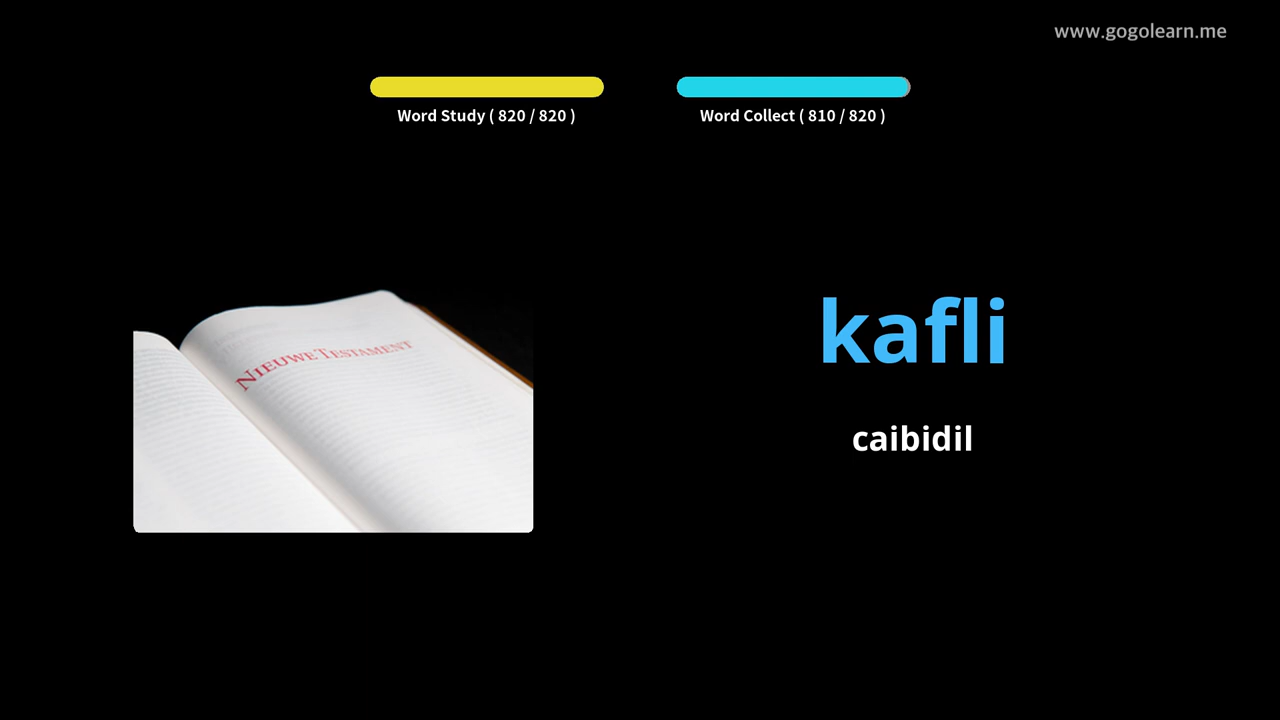 www.gogolearn.me
Word Study ( 820 / 820 )
Word Collect ( 810 / 820 )
NIEUWE TESTAMENT
kafli
caibidil